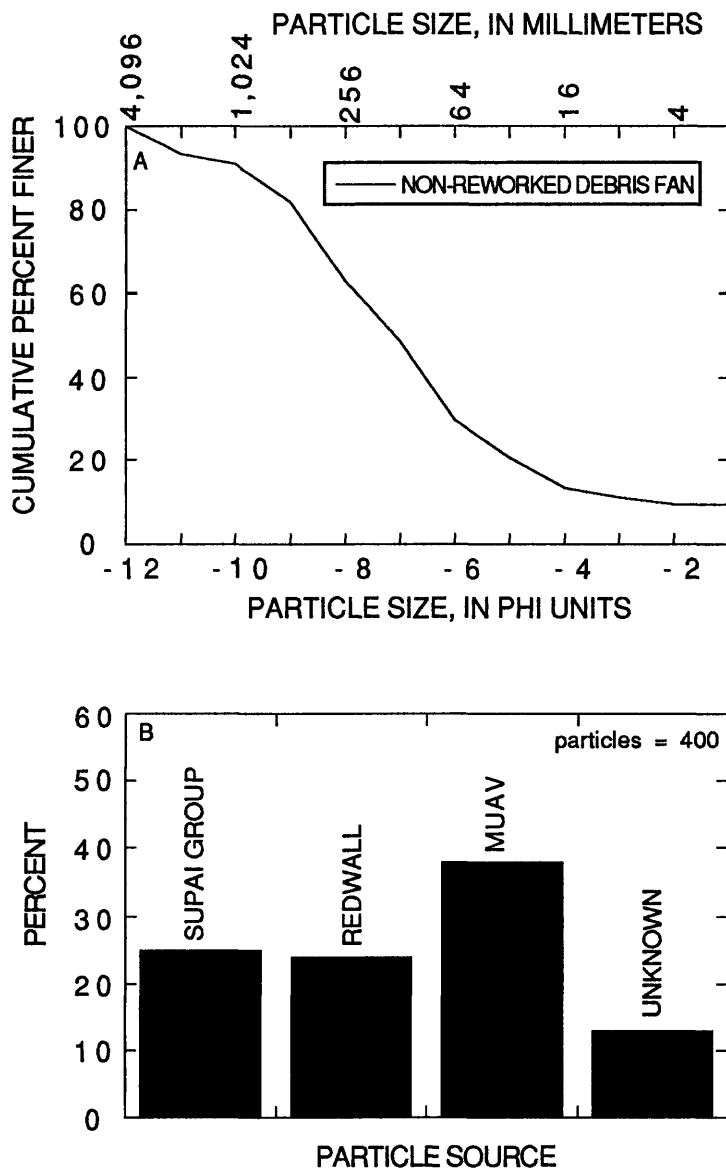 PARTICLE SIZE, IN MILLIMETERS
4,096 1,024 256 64 16 4
100
80
60
40
20
0
A
NON-REWORKED DEBRIS FAN
CUMULATIVE PERCENT FINER
-12 -10 -8 -6 -4 -2
PARTICLE SIZE, IN PHI UNITS
60
50
40
30
20
10
0
B
particles = 400
PERCENT
SUPAI GROUP
REDWALL
MUAV
UNKNOWN
PARTICLE SOURCE